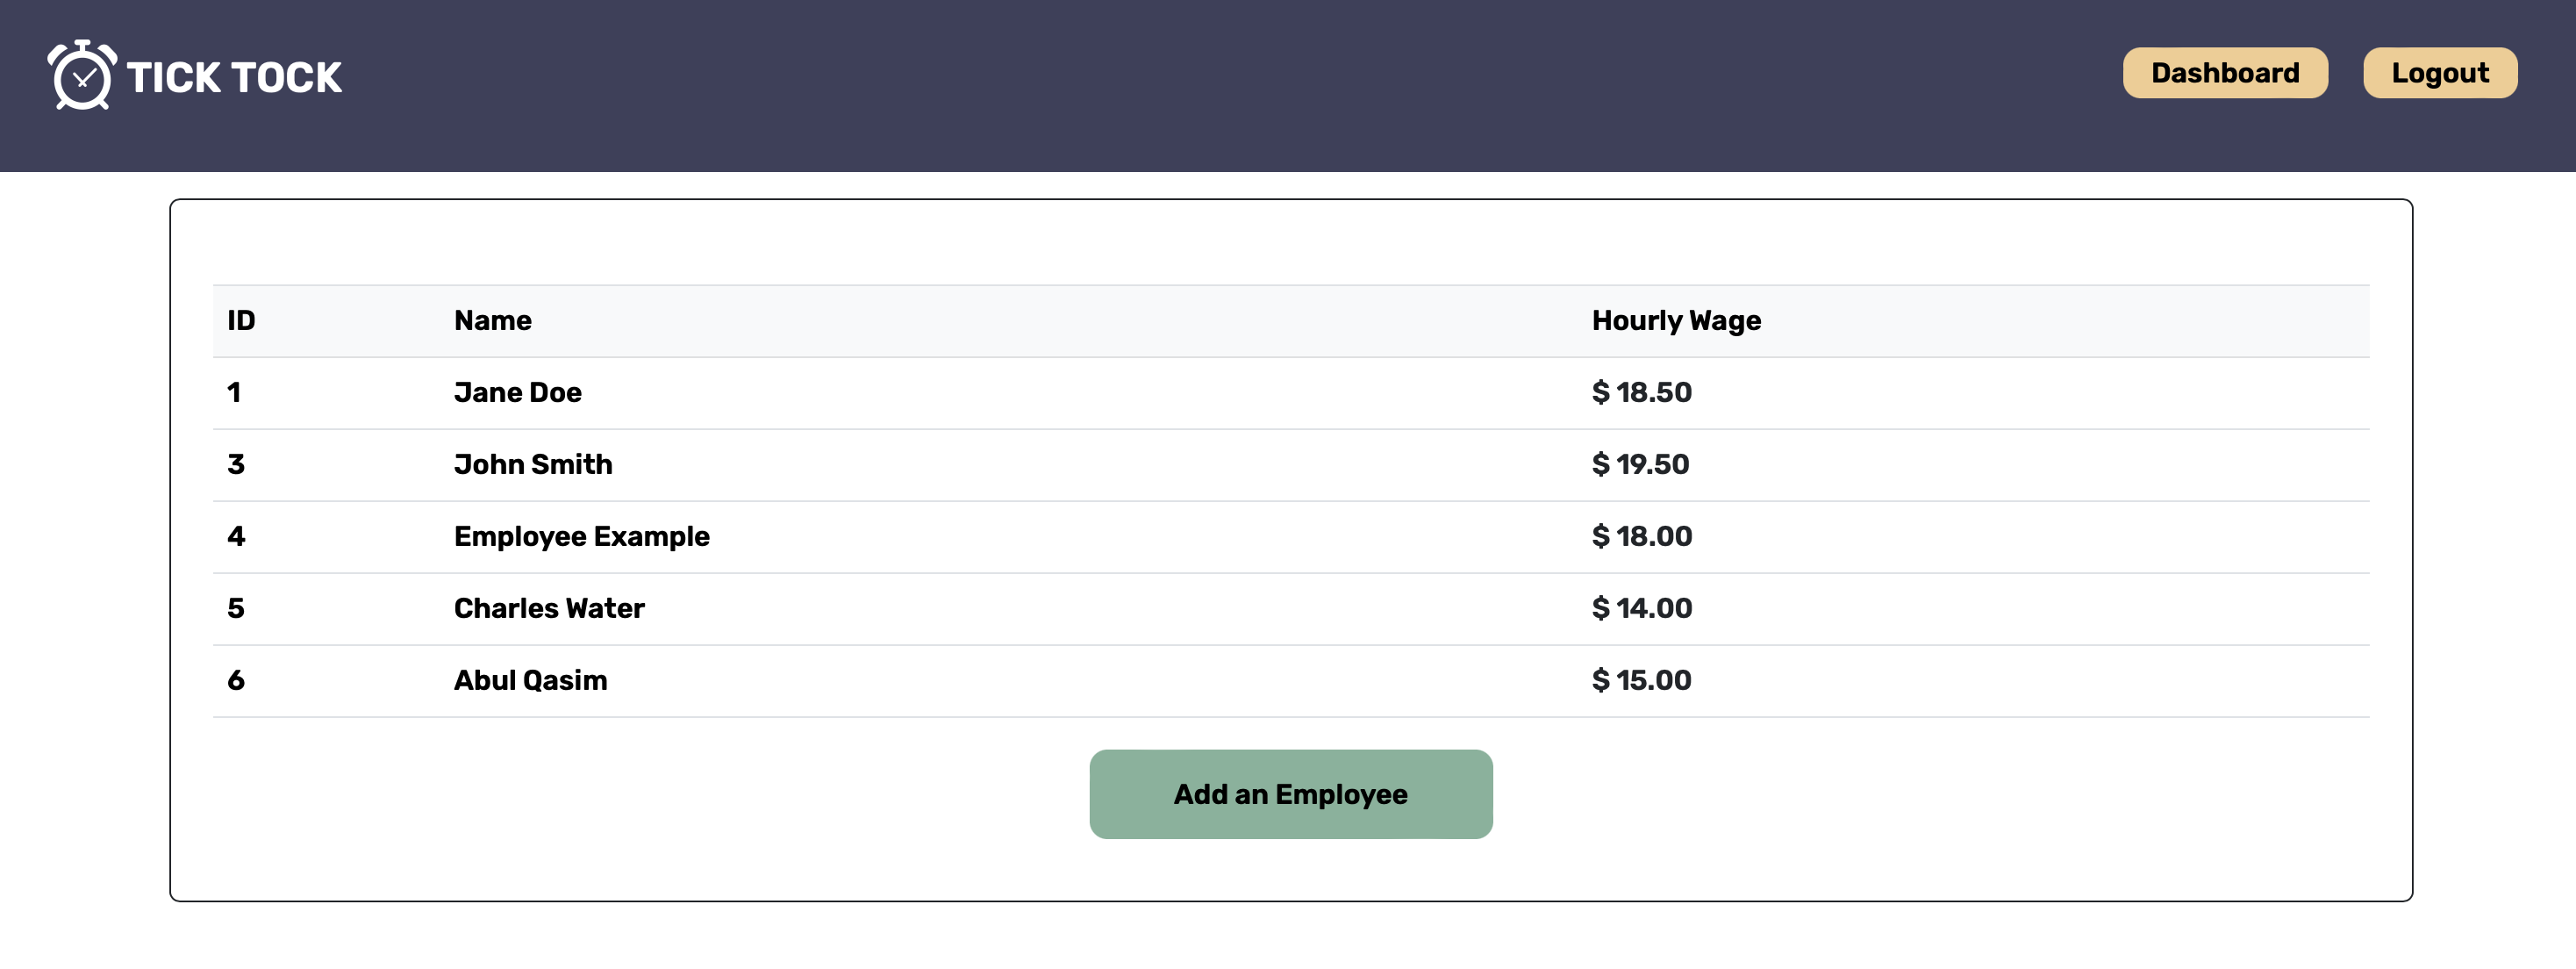 TICK TOCK
Dashboard Logout
ID Name Hourly Wage
1 Jane Doe $ 18.50
3 John Smith $ 19.50
4 Employee Example $ 18.00
5 Charles Water $ 14.00
6 Abul Qasim $ 15.00
Add an Employee